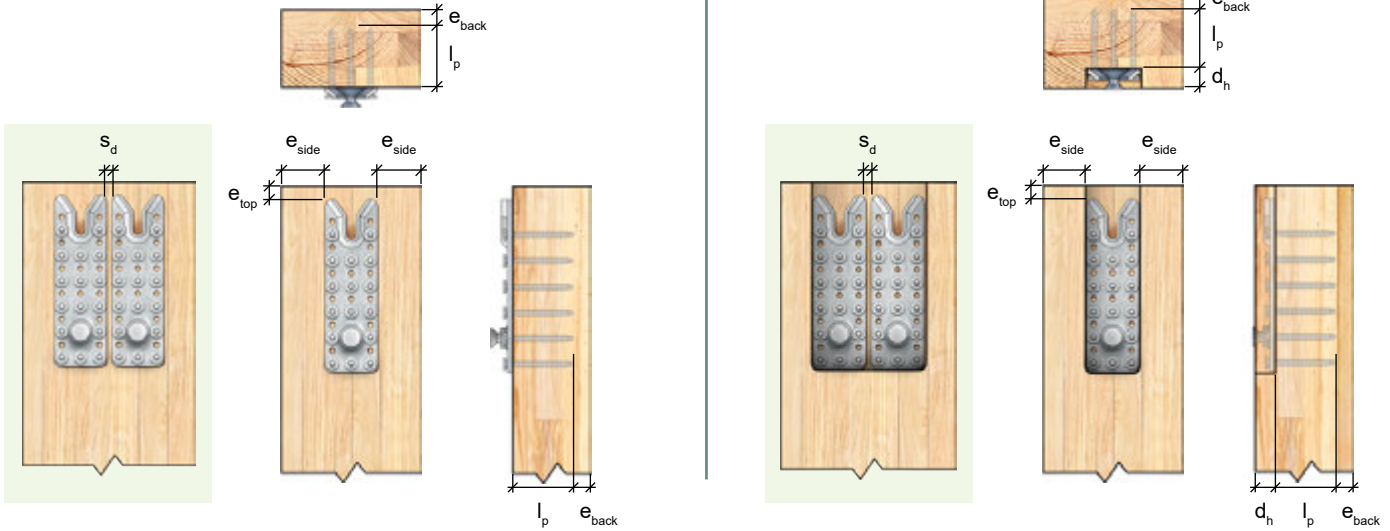 e_back
l_p
s_d
e_side e_side
e_top
l_p e_back
e_back
l_p
d_h
s_d
e_side e_side
e_top
d_h l_p e_back